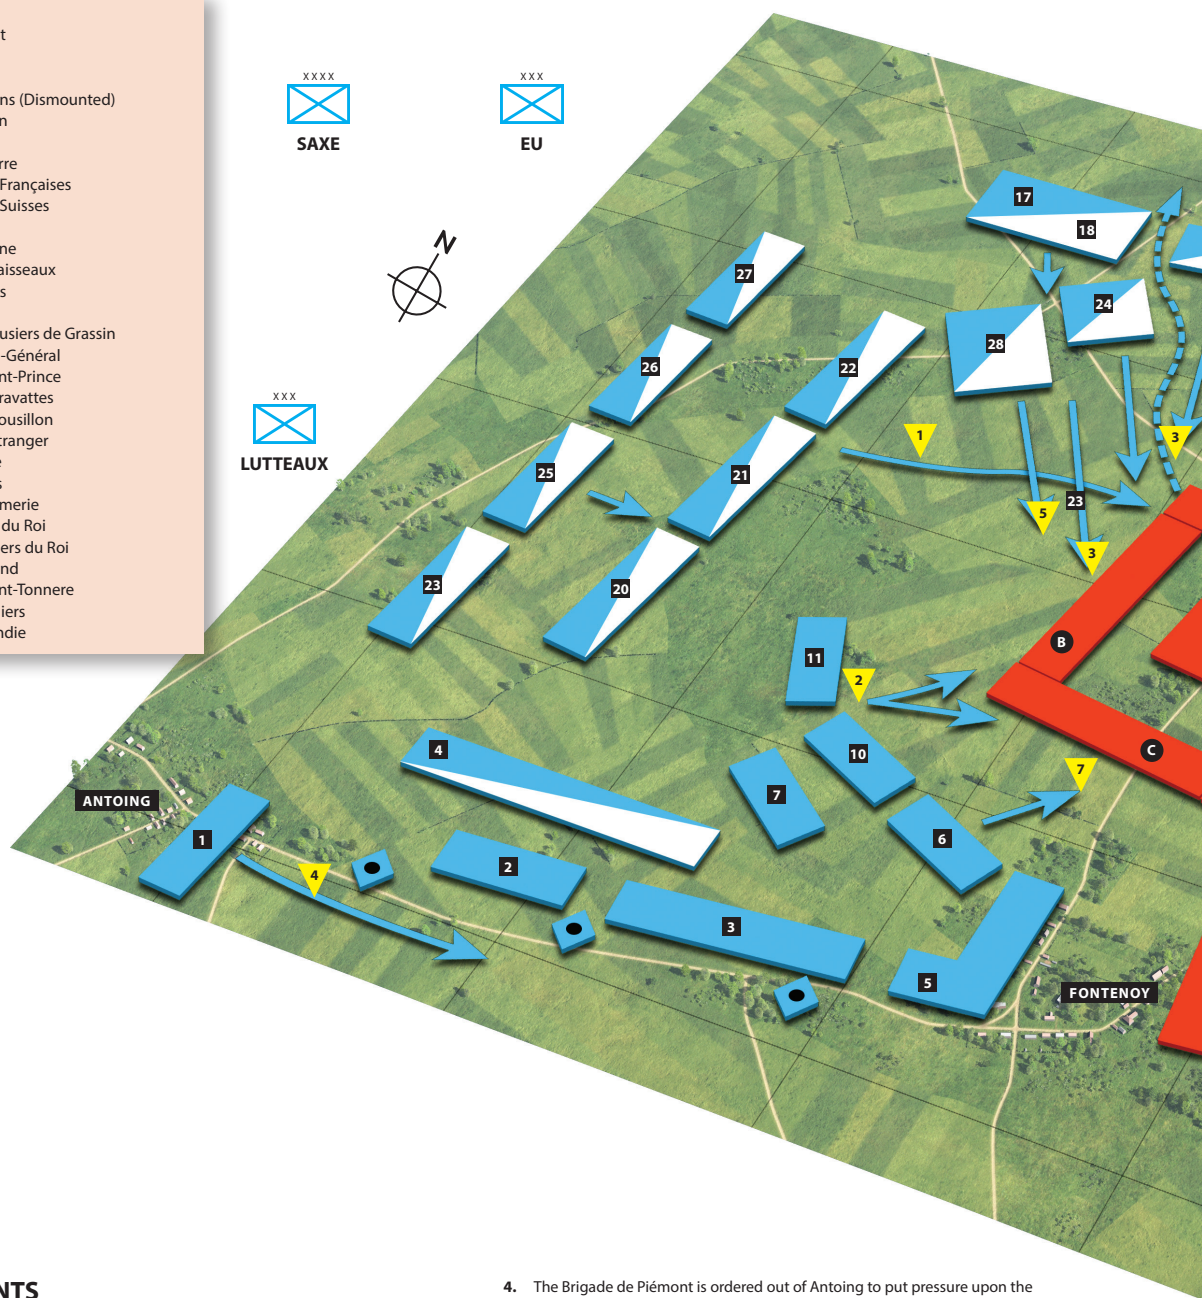 t
ns (Dismounted)
n
rre
Françaises
Suisses
ne
aisseaux
s
usiers de Grassin
-Général
nt-Prince
ravattes
ousillon
tranger
e
s
merie
du Roi
ers du Roi
nd
nt-Tonnere
iers
ndie
xxxx
SAXE
xxx
EU
xxx
LUTTEAUX
N
17
18
27
24
28
26
22
1
3
25
21
5
23
3
23
20
B
11
2
C
4
10
7
7
ANTOING
1
6
4
2
3
5
FONTENOY
NTS
4. The Brigade de Piémont is ordered out of Antoing to put pressure upon the